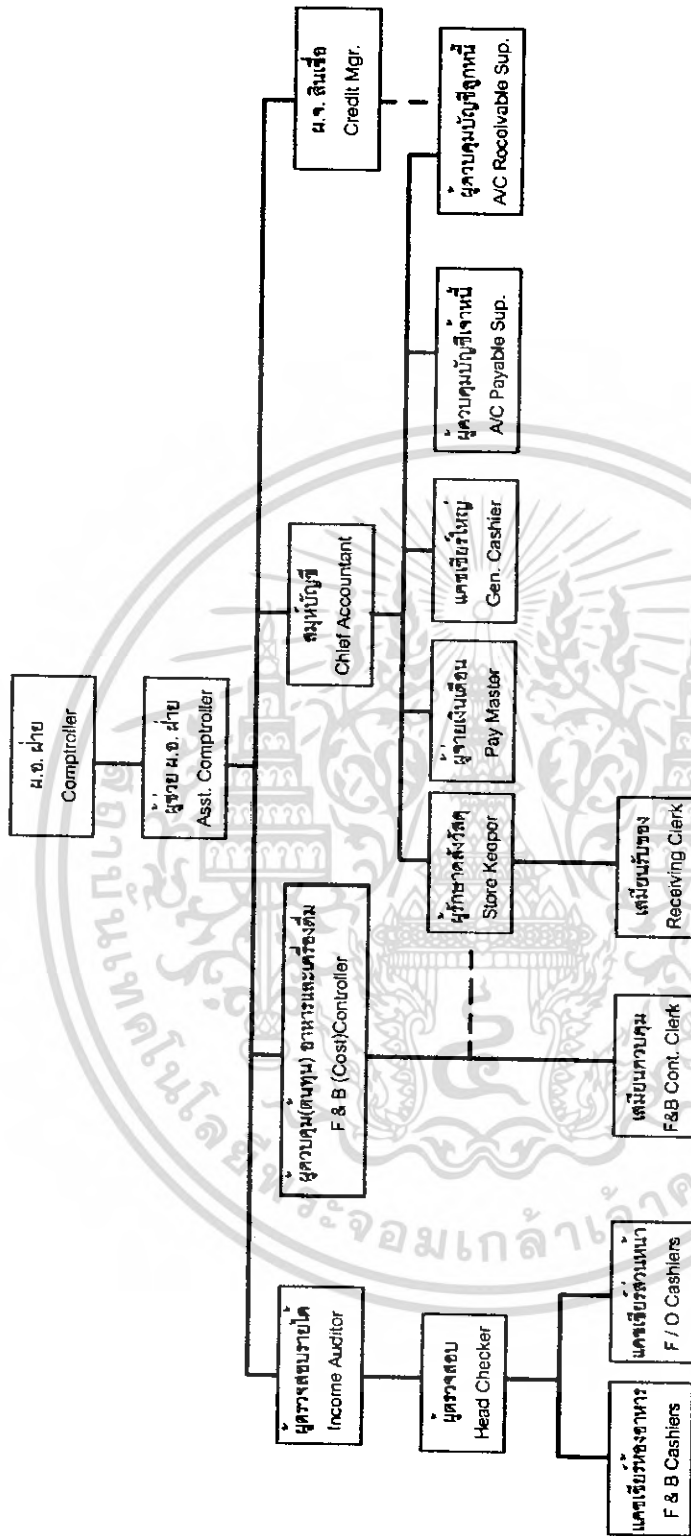 ผ.อ. ฝ่าย
Comptroller
ผู้ช่วย ผ.อ. ฝ่าย
Asst. Comptroller
ผู้ตรวจสอบรายได้
Income Auditor
ผู้ควบคุม(ต้นทุน) อาหารและเครื่องดื่ม
F & B (Cost)Controller
สมุห์บัญชี
Chief Accountant
ผ.จ. สินเชื่อ
Credit Mgr.
ผู้ตรวจสอบ
Head Checker
ผู้รักษาคลังวัสดุ
Store Keapor
ผู้จ่ายเงินเดือน
Pay Master
แคชเชียร์ใหญ่
Gen. Cashier
ผู้ควบคุมบัญชีเจ้าหนี้
A/C Payable Sup.
ผู้ควบคุมบัญชีลูกหนี้
A/C Rocoivable Sup.
แคชเชียร์ห้องอาหาร
F & B Cashiers
แคชเชียร์ส่วนหน้า
F / O Cashiers
เสมียนควบคุม
F&B Cont. Clerk
เสมียนรับของ
Receiving Clerk